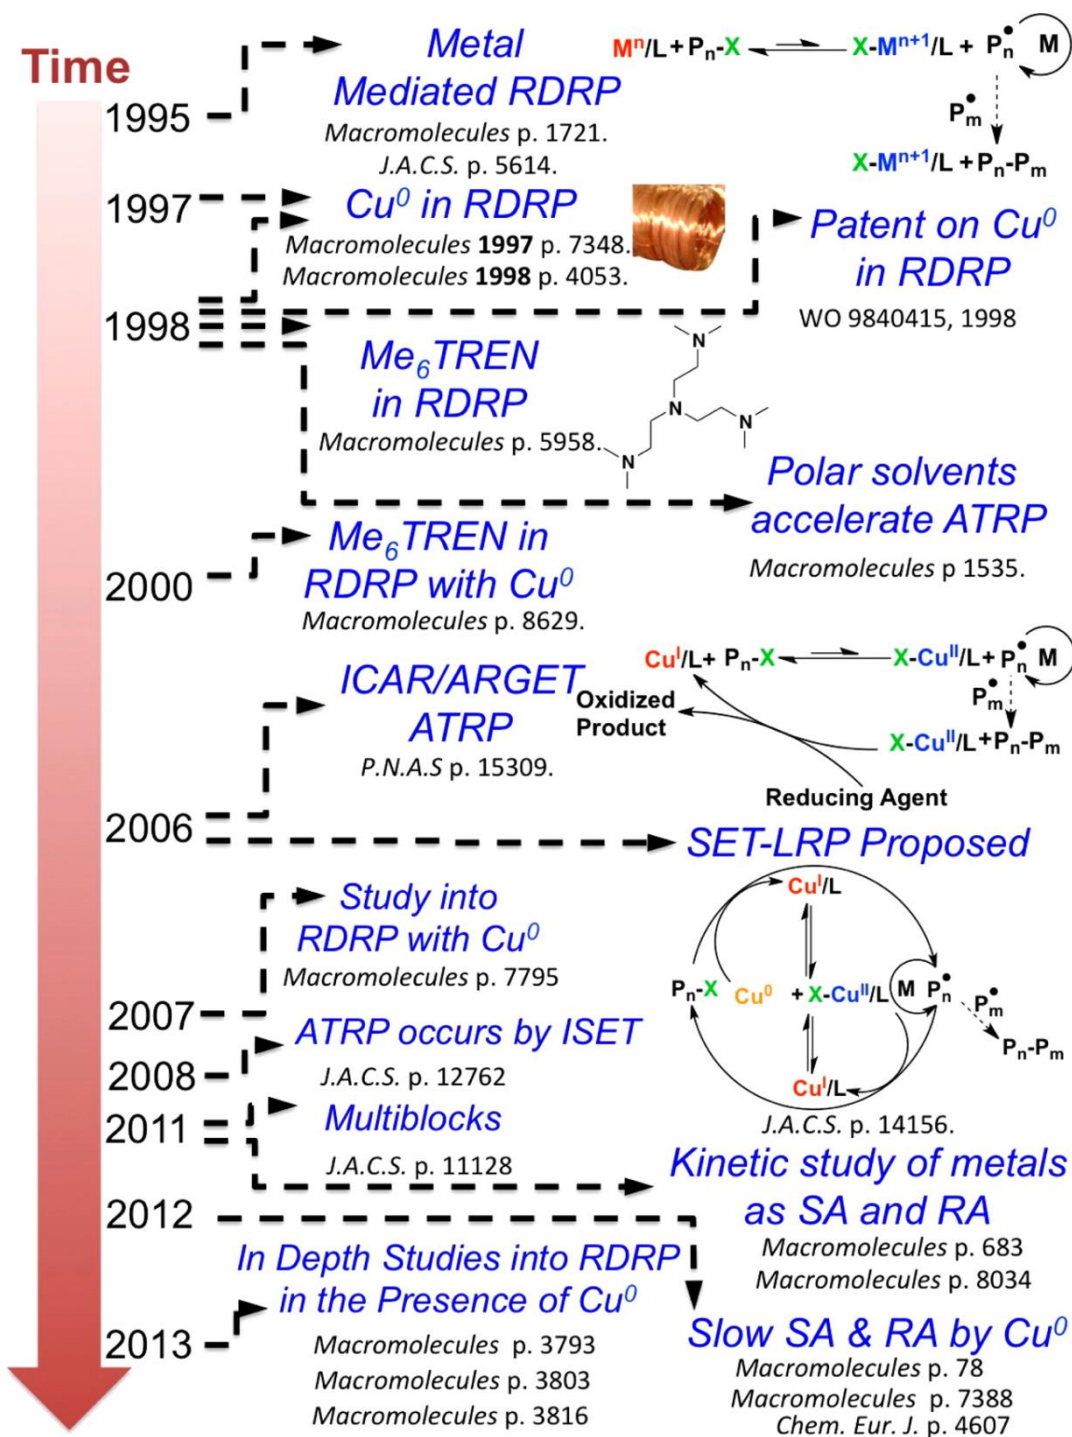 Time
1995
Metal
Mediated RDRP
Macromolecules p. 1721.
J.A.C.S. p. 5614.
Mⁿ/L + Pₙ-X X-Mⁿ⁺¹/L + Pₙ• M
Pₘ•
X-Mⁿ⁺¹/L + Pₙ-Pₘ
1997
Cu⁰ in RDRP
Macromolecules 1997 p. 7348.
Macromolecules 1998 p. 4053.
Patent on Cu⁰
in RDRP
WO 9840415, 1998
1998
Me₆TREN
in RDRP
Macromolecules p. 5958.
N
N
N
N
Polar solvents
accelerate ATRP
Macromolecules p 1535.
2000
Me₆TREN in
RDRP with Cu⁰
Macromolecules p. 8629.
ICAR/ARGET
ATRP
P.N.A.S p. 15309.
Cuᴵ/L+ Pₙ-X X-Cuᴵᴵ/L+ Pₙ• M
Pₘ•
Oxidized
Product
X-Cuᴵᴵ/L +Pₙ-Pₘ
Reducing Agent
2006
SET-LRP Proposed
Cuᴵ/L
Pₙ-X Cu⁰ + X-Cuᴵᴵ/L M Pₙ•
Pₘ•
Pₙ-Pₘ
Cuᴵ/L
J.A.C.S. p. 14156.
Study into
RDRP with Cu⁰
Macromolecules p. 7795
2007
ATRP occurs by ISET
2008
J.A.C.S. p. 12762
2011
Multiblocks
J.A.C.S. p. 11128
Kinetic study of metals
as SA and RA
Macromolecules p. 683
Macromolecules p. 8034
2012
In Depth Studies into RDRP
in the Presence of Cu⁰
2013
Macromolecules p. 3793
Macromolecules p. 3803
Macromolecules p. 3816
Slow SA & RA by Cu⁰
Macromolecules p. 78
Macromolecules p. 7388
Chem. Eur. J. p. 4607